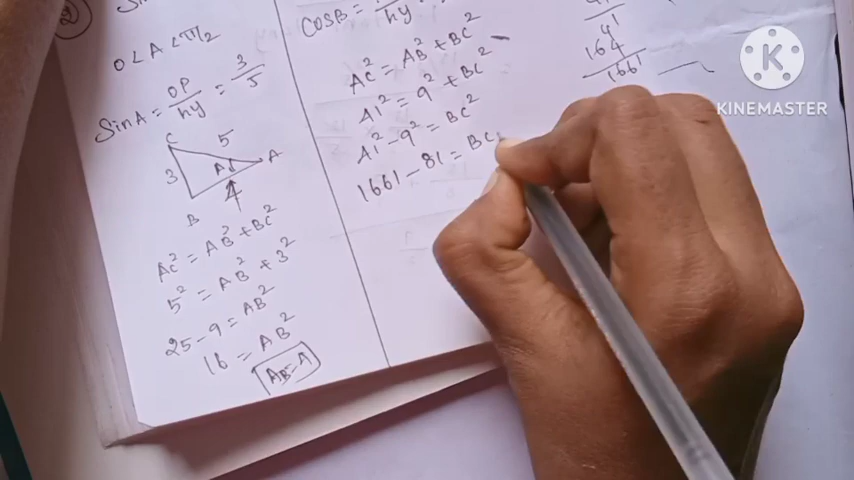 2
0 < A < π/2
Sin A = OP/hy = 3/5
C
5
3
A
A
4
B
AC² = AB² + BC²
5² = AB² + 3²
25 - 9 = AB²
16 = AB²
AB = 4
COS B =
hy
AC² = AB² + BC²
41² = 9² + BC²
41² - 9² = BC²
1661 - 81 = BC
41
164
1661
K
KINEMASTER